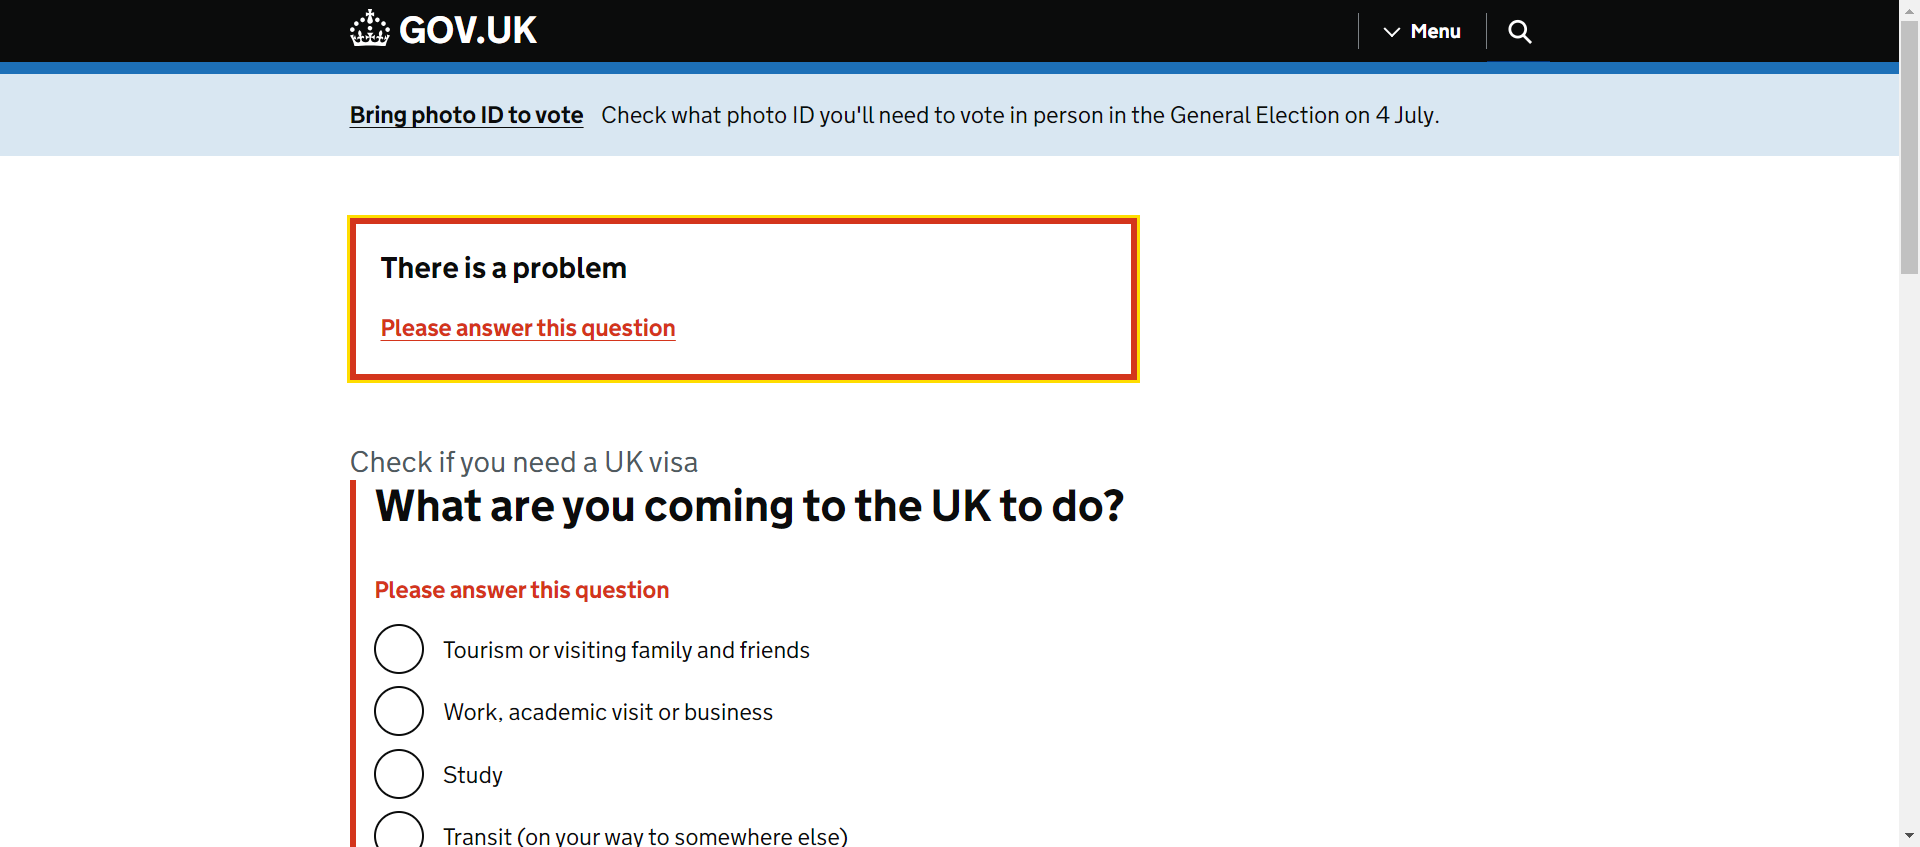 GOV.UK
Menu
Bring photo ID to vote Check what photo ID you'll need to vote in person in the General Election on 4 July.
There is a problem
Please answer this question
Check if you need a UK visa
What are you coming to the UK to do?
Please answer this question
Tourism or visiting family and friends
Work, academic visit or business
Study
Transit (on your way to somewhere else)